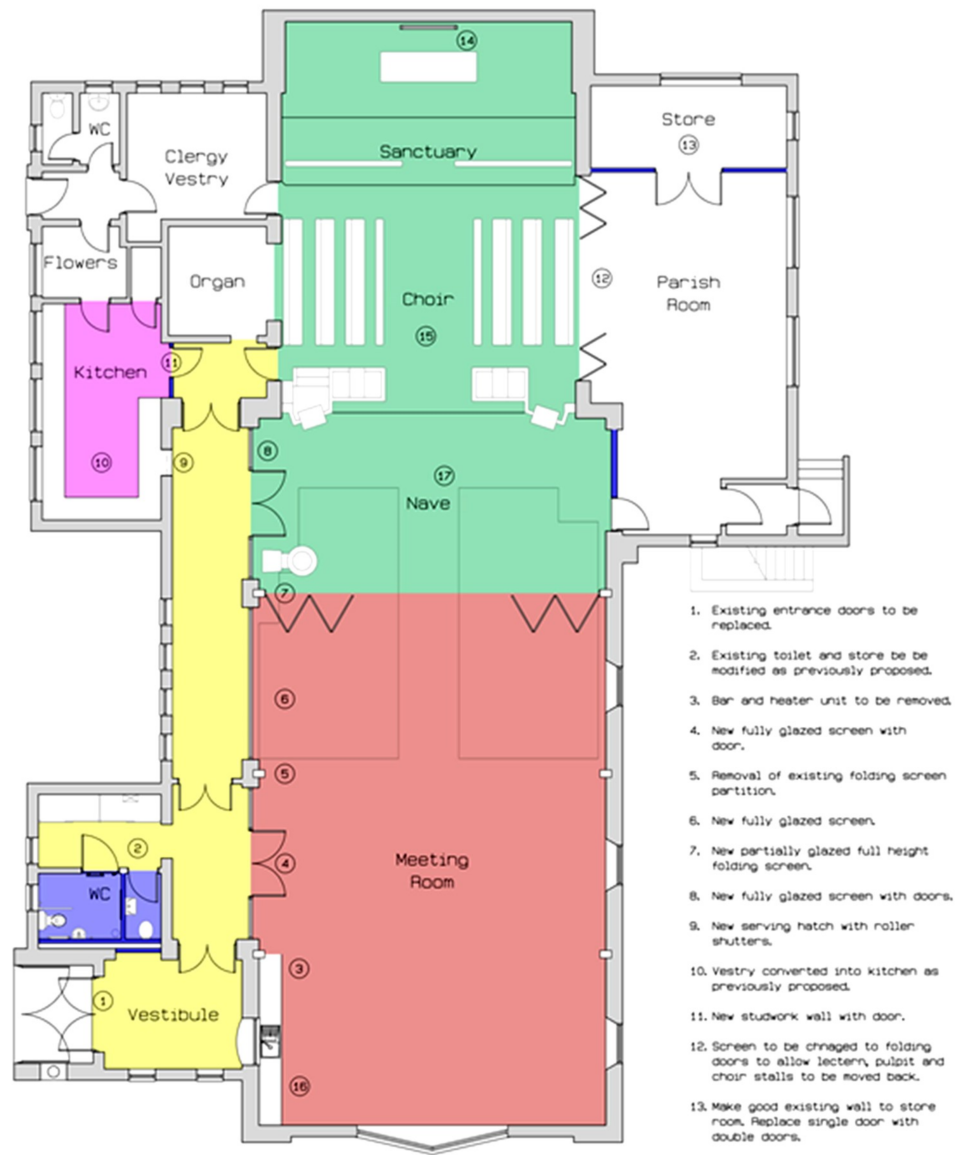 14
WC
Store
13
Clergy
Vestry
Sanctuary
Flowers
Organ
12
Parish
Room
Choir
15
11
Kitchen
10
9
8
17
Nave
7
6
5
2
4
Meeting
Room
WC
3
1
Vestibule
16
1. Existing entrance doors to be
replaced.
2. Existing toilet and store be be
modified as previously proposed.
3. Bar and heater unit to be removed.
4. New fully glazed screen with
door.
5. Removal of existing folding screen
partition.
6. New fully glazed screen.
7. New partially glazed full height
folding screen.
8. New fully glazed screen with doors.
9. New serving hatch with roller
shutters.
10. Vestry converted into kitchen as
previously proposed.
11. New studwork wall with door.
12. Screen to be chnaged to folding
doors to allow lectern, pulpit and
choir stalls to be moved back.
13. Make good existing wall to store
room. Replace single door with
double doors.